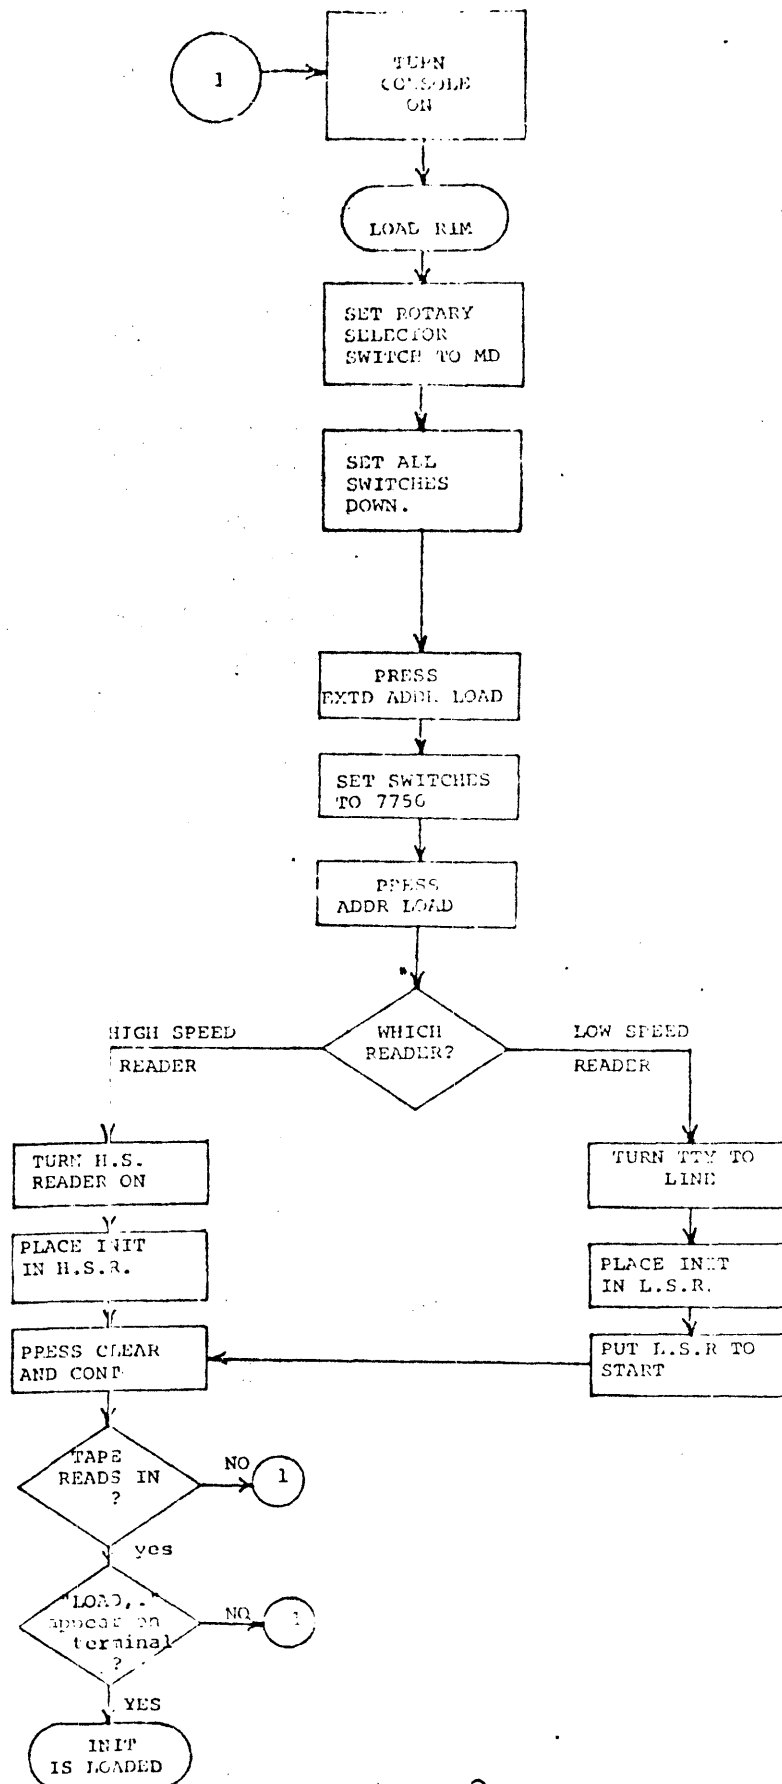 1
TURN
CONSOLE
ON
LOAD RIM
SET ROTARY
SELECTOR
SWITCH TO MD
SET ALL
SWITCHES
DOWN.
PRESS
EXTD ADDR LOAD
SET SWITCHES
TO 7756
PRESS
ADDR LOAD
WHICH
READER?
HIGH SPEED
READER
LOW SPEED
READER
TURN H.S.
READER ON
TURN TTY TO
LINE
PLACE INIT
IN H.S.R.
PLACE INIT
IN L.S.R.
PRESS CLEAR
AND CONT
PUT L.S.R TO
START
TAPE
READS IN
?
NO
1
yes
"LOAD,."
appear on
terminal
?
NO
1
YES
INIT
IS LOADED